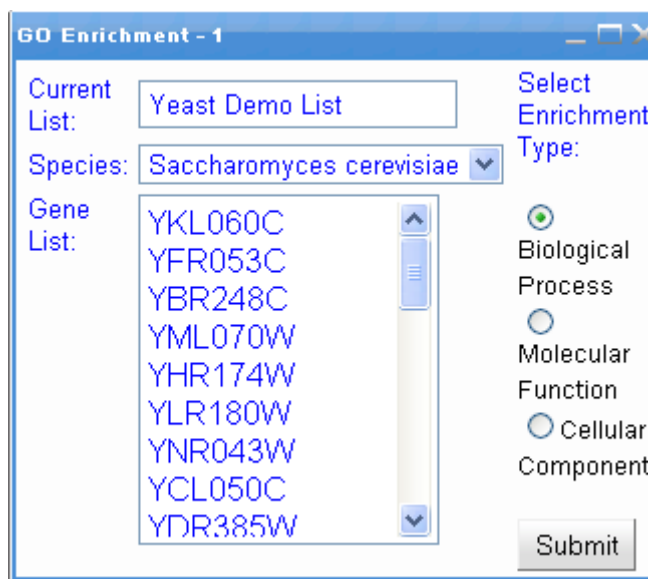 GO Enrichment - 1
Current
List:
Yeast Demo List
Species:
Saccharomyces cerevisiae
Gene
List:
YKL060C
YFR053C
YBR248C
YML070W
YHR174W
YLR180W
YNR043W
YCL050C
YDR385W
Select
Enrichment
Type:
Biological
Process
Molecular
Function
Cellular
Component
Submit